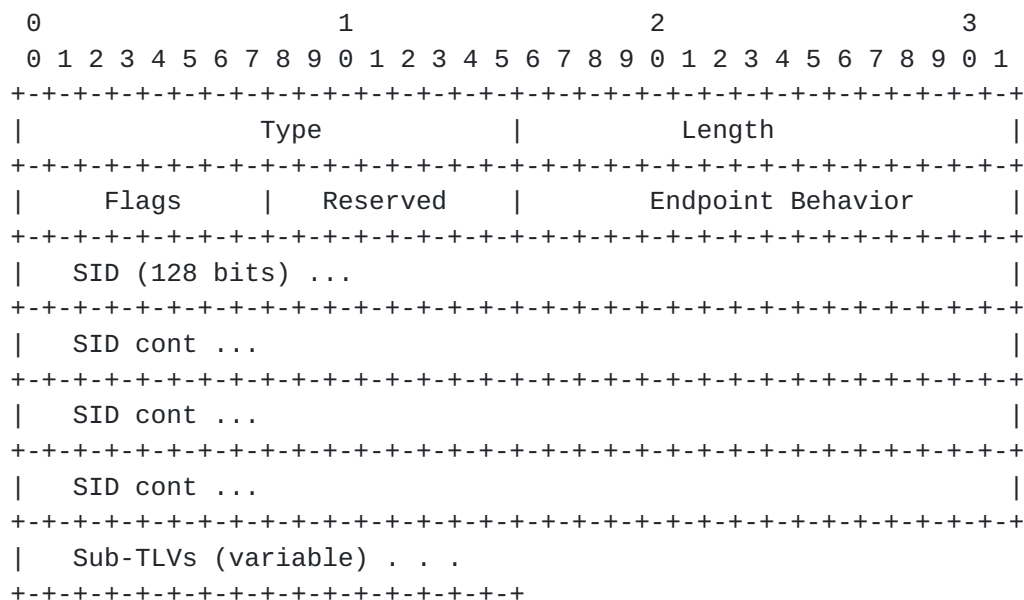 0                   1                   2                   3
 0 1 2 3 4 5 6 7 8 9 0 1 2 3 4 5 6 7 8 9 0 1 2 3 4 5 6 7 8 9 0 1
+-+-+-+-+-+-+-+-+-+-+-+-+-+-+-+-+-+-+-+-+-+-+-+-+-+-+-+-+-+-+-+-+
|               Type            |          Length               |
+-+-+-+-+-+-+-+-+-+-+-+-+-+-+-+-+-+-+-+-+-+-+-+-+-+-+-+-+-+-+-+-+
|     Flags     |   Reserved    |        Endpoint Behavior      |
+-+-+-+-+-+-+-+-+-+-+-+-+-+-+-+-+-+-+-+-+-+-+-+-+-+-+-+-+-+-+-+-+
|   SID (128 bits) ...                                          |
+-+-+-+-+-+-+-+-+-+-+-+-+-+-+-+-+-+-+-+-+-+-+-+-+-+-+-+-+-+-+-+-+
|   SID cont ...                                                |
+-+-+-+-+-+-+-+-+-+-+-+-+-+-+-+-+-+-+-+-+-+-+-+-+-+-+-+-+-+-+-+-+
|   SID cont ...                                                |
+-+-+-+-+-+-+-+-+-+-+-+-+-+-+-+-+-+-+-+-+-+-+-+-+-+-+-+-+-+-+-+-+
|   SID cont ...                                                |
+-+-+-+-+-+-+-+-+-+-+-+-+-+-+-+-+-+-+-+-+-+-+-+-+-+-+-+-+-+-+-+-+
|   Sub-TLVs (variable) . . .
+-+-+-+-+-+-+-+-+-+-+-+-+-+-+-+-+